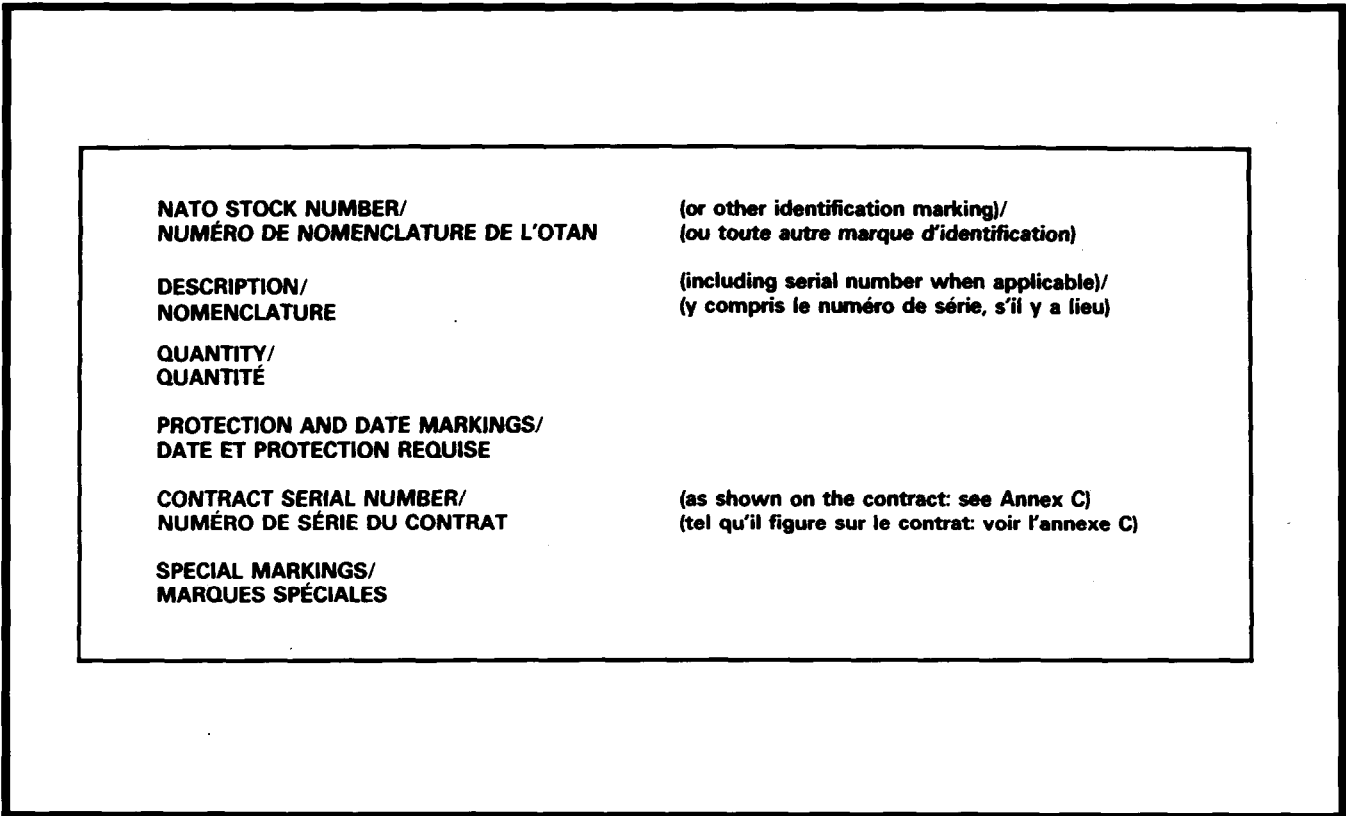 NATO STOCK NUMBER/ (or other identification marking)/
NUMÉRO DE NOMENCLATURE DE L'OTAN (ou toute autre marque d'identification)
DESCRIPTION/ (including serial number when applicable)/
NOMENCLATURE (y compris le numéro de série, s'il y a lieu)
QUANTITY/
QUANTITÉ
PROTECTION AND DATE MARKINGS/
DATE ET PROTECTION REQUISE
CONTRACT SERIAL NUMBER/ (as shown on the contract: see Annex C)
NUMÉRO DE SÉRIE DU CONTRAT (tel qu'il figure sur le contrat: voir l'annexe C)
SPECIAL MARKINGS/
MARQUES SPÉCIALES